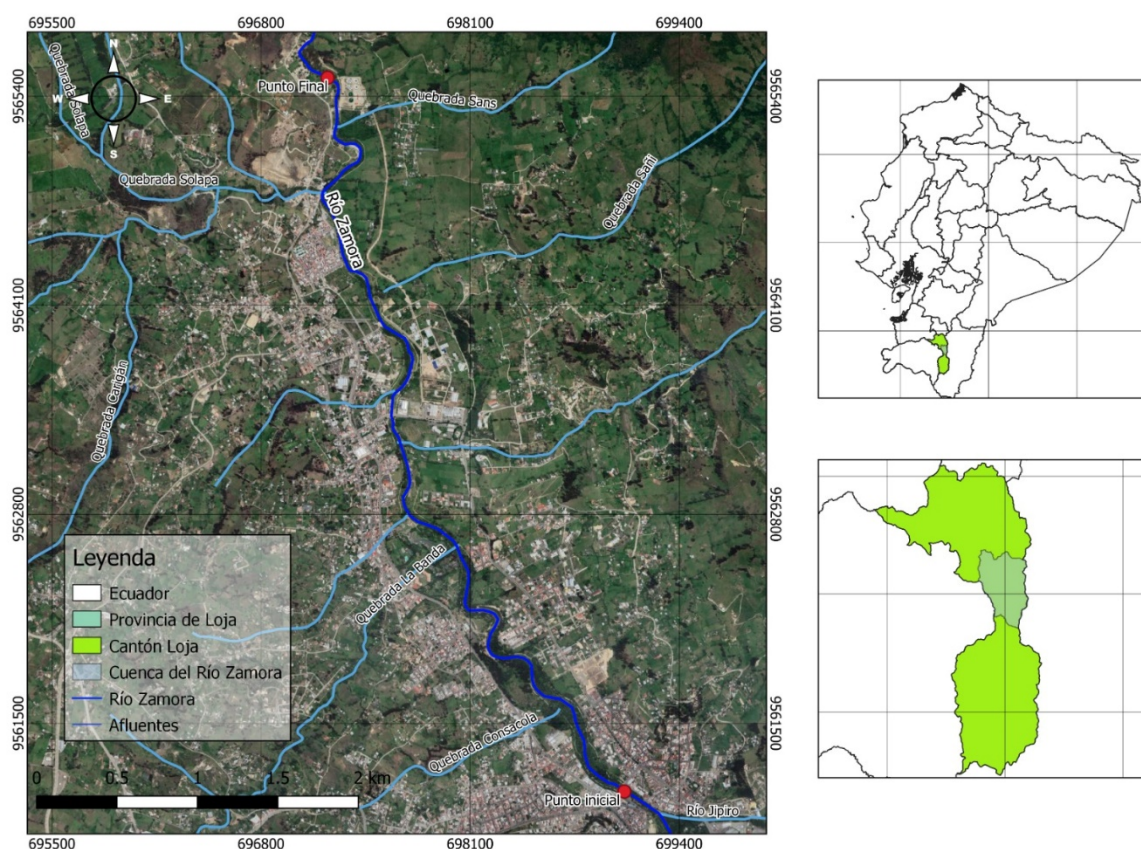 695500
696800
698100
699400
N
W
E
S
Quebrada Solapa
Punto Final
Quebrada Sans
9565400
9565400
Quebrada Solapa
Quebrada Sañi
Río Zamora
9564100
9564100
Quebrada Carigán
9562800
9562800
Leyenda
Ecuador
Provincia de Loja
Cantón Loja
Cuenca del Río Zamora
Río Zamora
Afluentes
Quebrada La Banda
Quebrada Consacola
9561500
9561500
0 0.5 1 1.5 2 km
Punto inicial
Río Jipiro
695500
696800
698100
699400